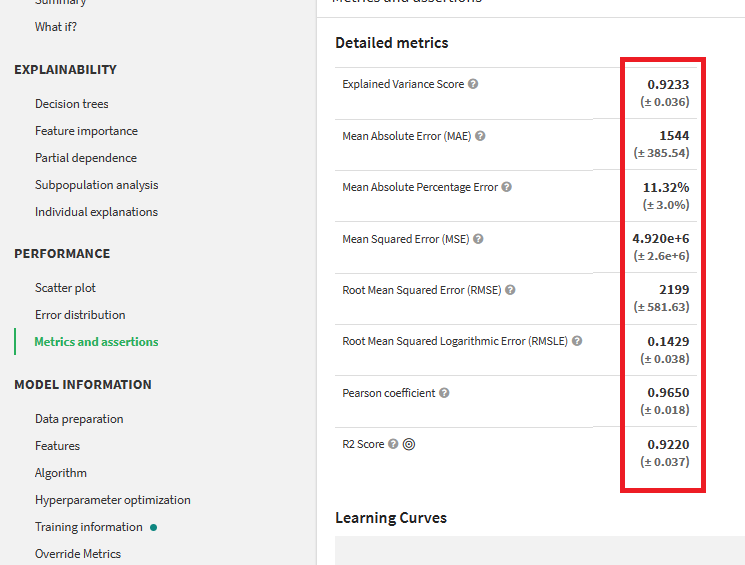 Summary
What if?
EXPLAINABILITY
Decision trees
Feature importance
Partial dependence
Subpopulation analysis
Individual explanations
PERFORMANCE
Scatter plot
Error distribution
Metrics and assertions
MODEL INFORMATION
Data preparation
Features
Algorithm
Hyperparameter optimization
Training information
Override Metrics
Metrics and assertions
Detailed metrics
Explained Variance Score ? 0.9233
(± 0.036)
Mean Absolute Error (MAE) ? 1544
(± 385.54)
Mean Absolute Percentage Error ? 11.32%
(± 3.0%)
Mean Squared Error (MSE) ? 4.920e+6
(± 2.6e+6)
Root Mean Squared Error (RMSE) ? 2199
(± 581.63)
Root Mean Squared Logarithmic Error (RMSLE) ? 0.1429
(± 0.038)
Pearson coefficient ? 0.9650
(± 0.018)
R2 Score ? 0.9220
(± 0.037)
Learning Curves